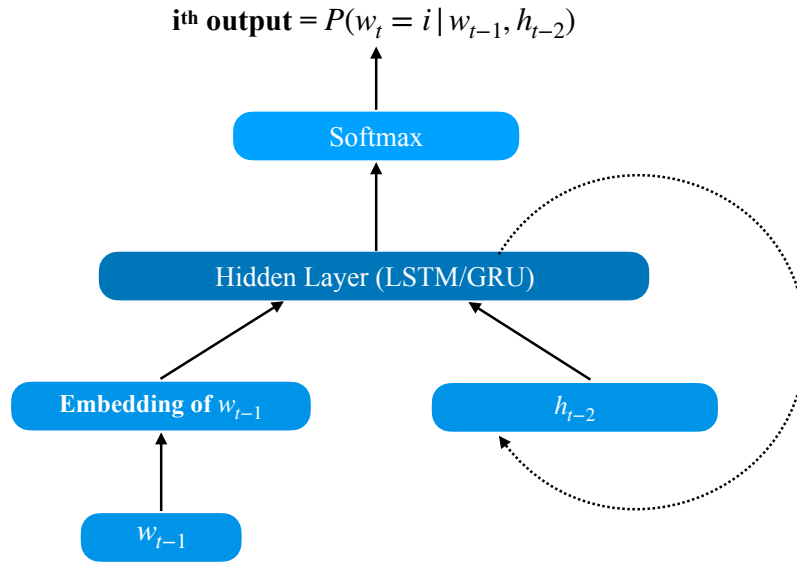 iᵗʰ output = P(wₜ = i | wₜ₋₁, hₜ₋₂)
Softmax
Hidden Layer (LSTM/GRU)
Embedding of wₜ₋₁
hₜ₋₂
wₜ₋₁